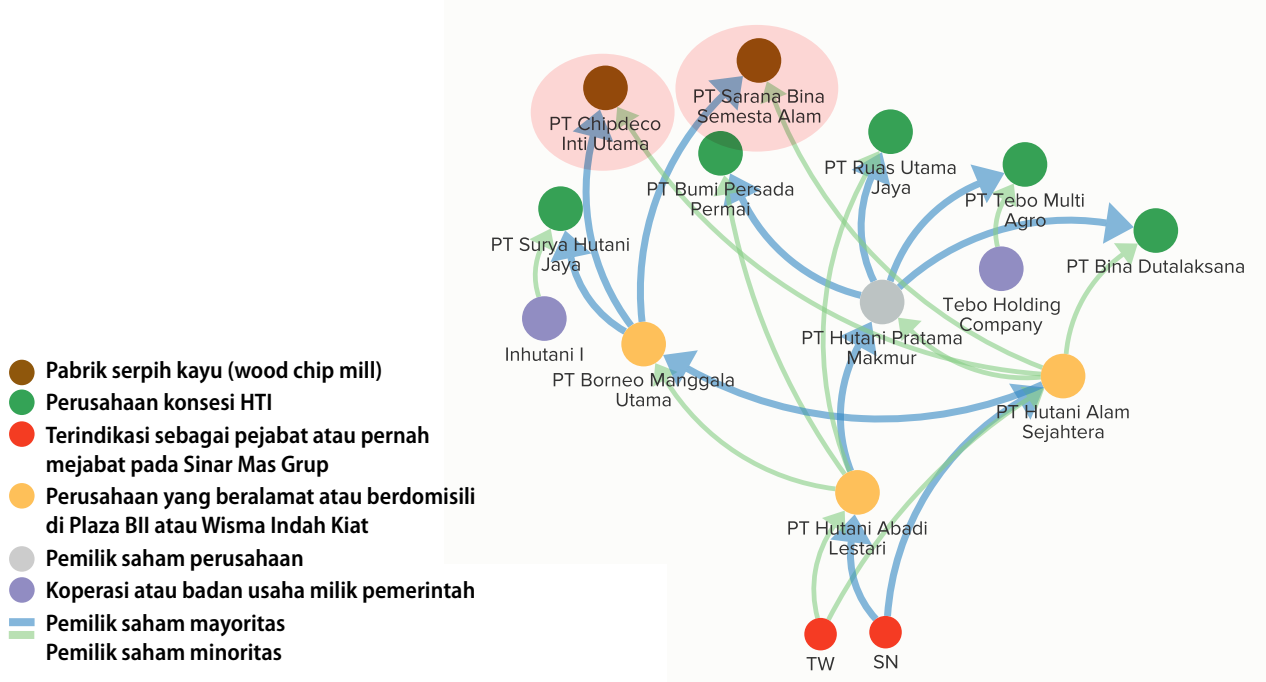 PT Chipdeco
Inti Utama
PT Sarana Bina
Semesta Alam
PT Bumi Persada
Permai
PT Ruas Utama
Jaya
PT Tebo Multi
Agro
PT Bina Dutalaksana
PT Surya Hutani
Jaya
Inhutani I
PT Borneo Manggala
Utama
PT Hutani Pratama
Makmur
Tebo Holding
Company
PT Hutani Alam
Sejahtera
PT Hutani Abadi
Lestari
TW
SN
Pabrik serpih kayu (wood chip mill)
Perusahaan konsesi HTI
Terindikasi sebagai pejabat atau pernah
mejabat pada Sinar Mas Grup
Perusahaan yang beralamat atau berdomisili
di Plaza BII atau Wisma Indah Kiat
Pemilik saham perusahaan
Koperasi atau badan usaha milik pemerintah
Pemilik saham mayoritas
Pemilik saham minoritas